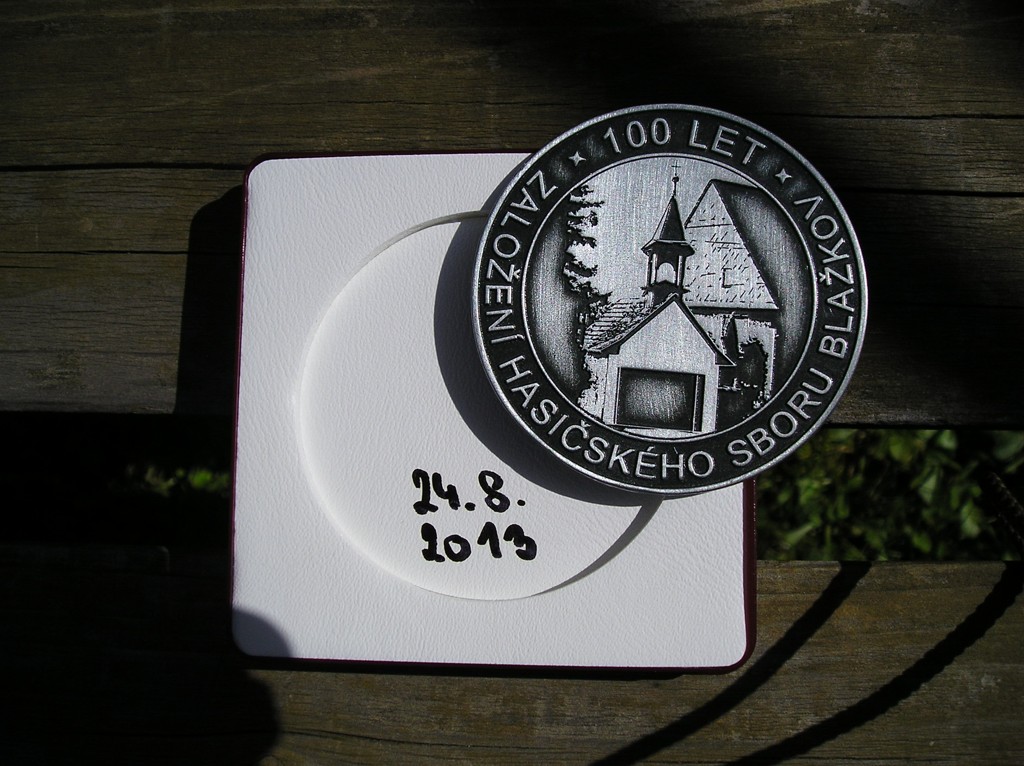 100 LET
ZALOŽENÍ HASIČSKÉHO SBORU BLAŽKOV
24.8.
2013